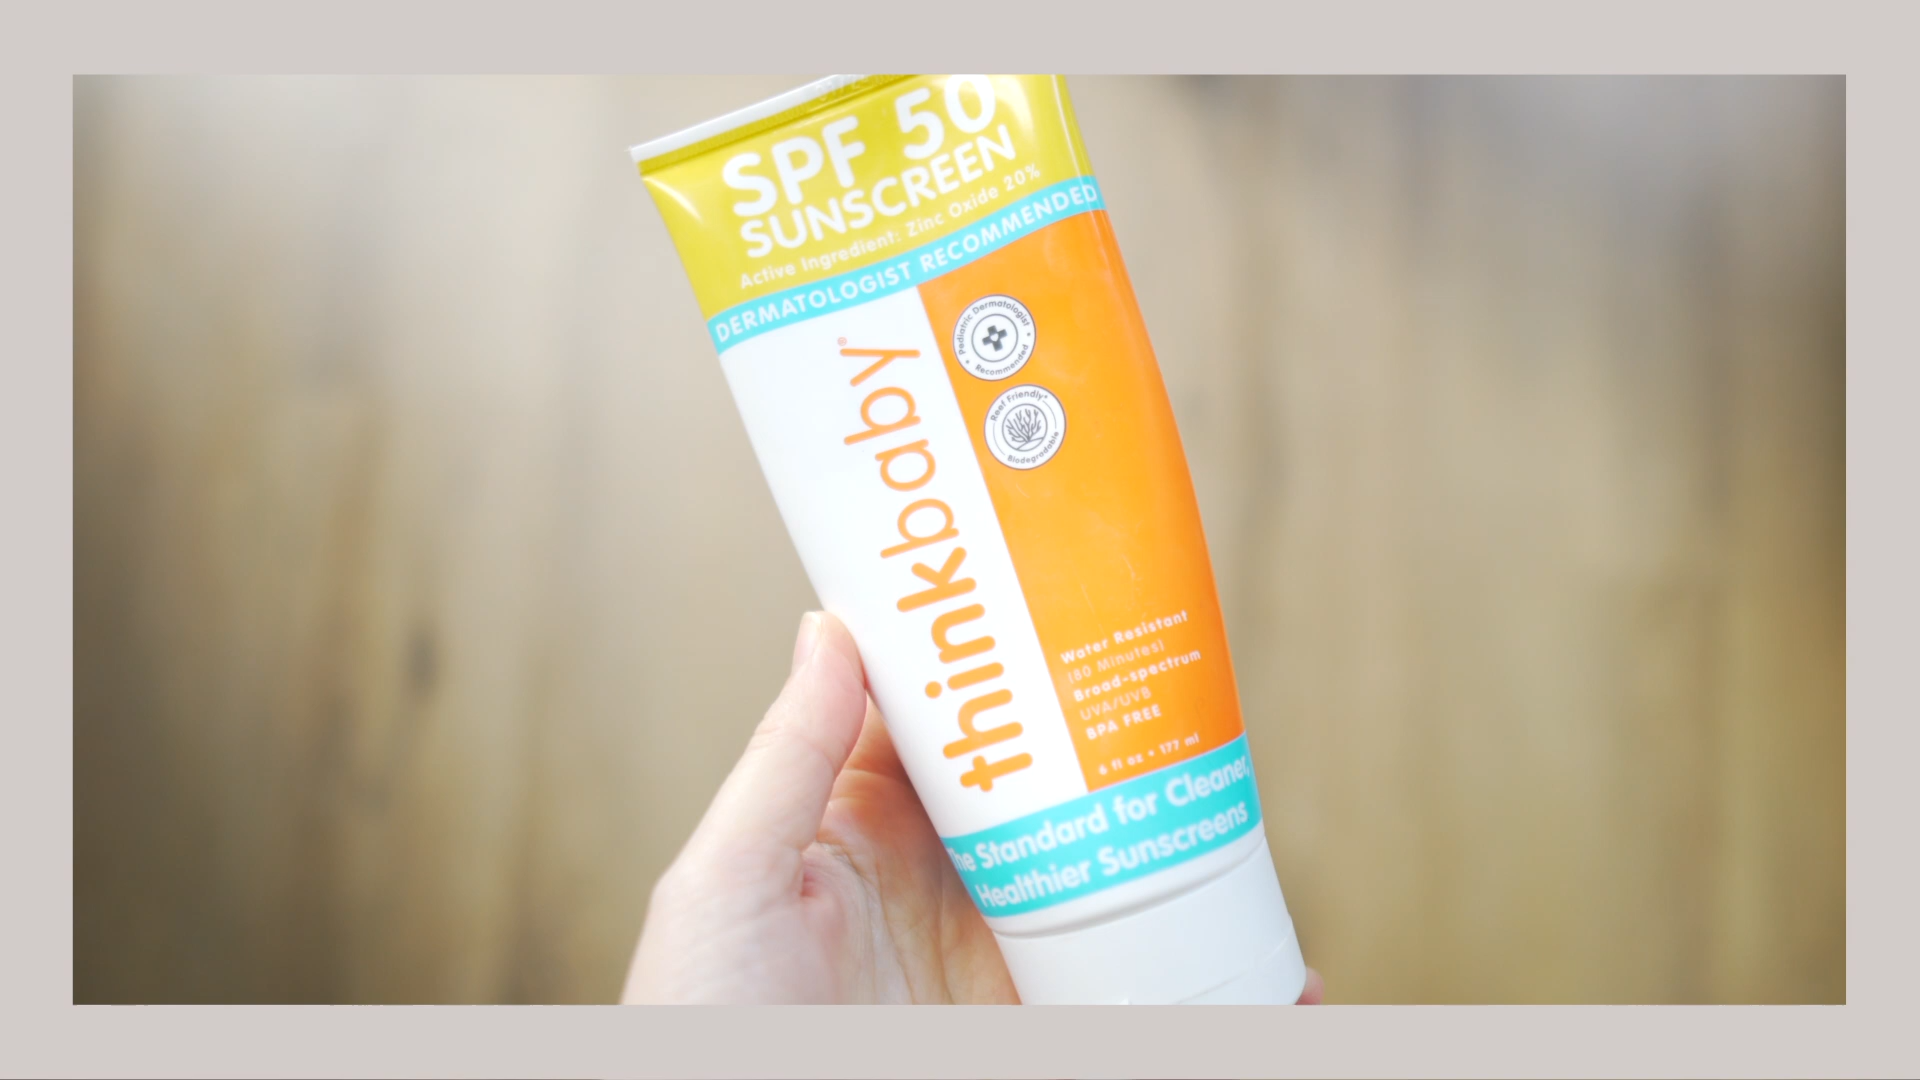 SPF 50
SUNSCREEN
Active Ingredient: Zinc Oxide 20%
DERMATOLOGIST RECOMMENDED
thinkbaby®
Pediatric Dermatologist
Recommended
Reef Friendly*
Biodegradable
Water Resistant
(80 Minutes)
Broad-spectrum
UVA/UVB
BPA FREE
6 fl oz • 177 ml
The Standard for Cleaner,
Healthier Sunscreens